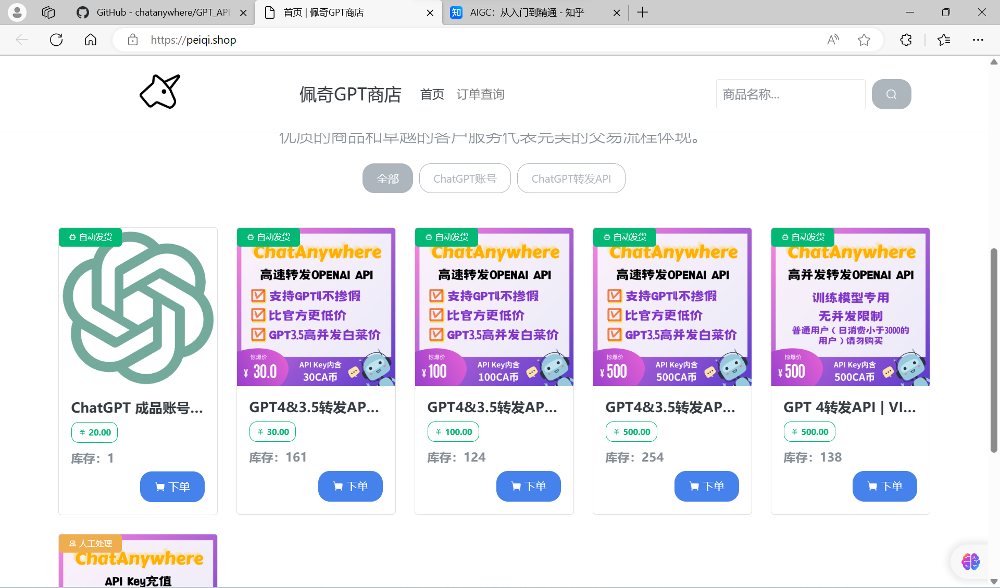 GitHub - chatanywhere/GPT_API_
首页 | 佩奇GPT商店
AIGC：从入门到精通 - 知乎
https://peiqi.shop
佩奇GPT商店
首页
订单查询
商品名称...
优质的商品和卓越的客户服务代表完美的交易流程体现。
全部
ChatGPT账号
ChatGPT转发API
自动发货
ChatGPT 成品账号...
¥ 20.00
库存：1
下单
自动发货
ChatAnywhere
高速转发OPENAI API
支持GPT4不掺假
比官方更低价
GPT3.5高并发白菜价
惊爆价
¥ 30.0
API Key内含
30CA币
GPT4&3.5转发AP...
¥ 30.00
库存：161
下单
自动发货
ChatAnywhere
高速转发OPENAI API
支持GPT4不掺假
比官方更低价
GPT3.5高并发白菜价
惊爆价
¥ 100
API Key内含
100CA币
GPT4&3.5转发AP...
¥ 100.00
库存：124
下单
自动发货
ChatAnywhere
高速转发OPENAI API
支持GPT4不掺假
比官方更低价
GPT3.5高并发白菜价
惊爆价
¥ 500
API Key内含
500CA币
GPT4&3.5转发AP...
¥ 500.00
库存：254
下单
自动发货
ChatAnywhere
高并发转发OPENAI API
训练模型专用
无并发限制
普通用户（日消费小于3000的
用户）请勿购买
惊爆价
¥ 500
API Key内含
500CA币
GPT 4转发API | VI...
¥ 500.00
库存：138
下单
人工处理
ChatAnywhere
API Key充值